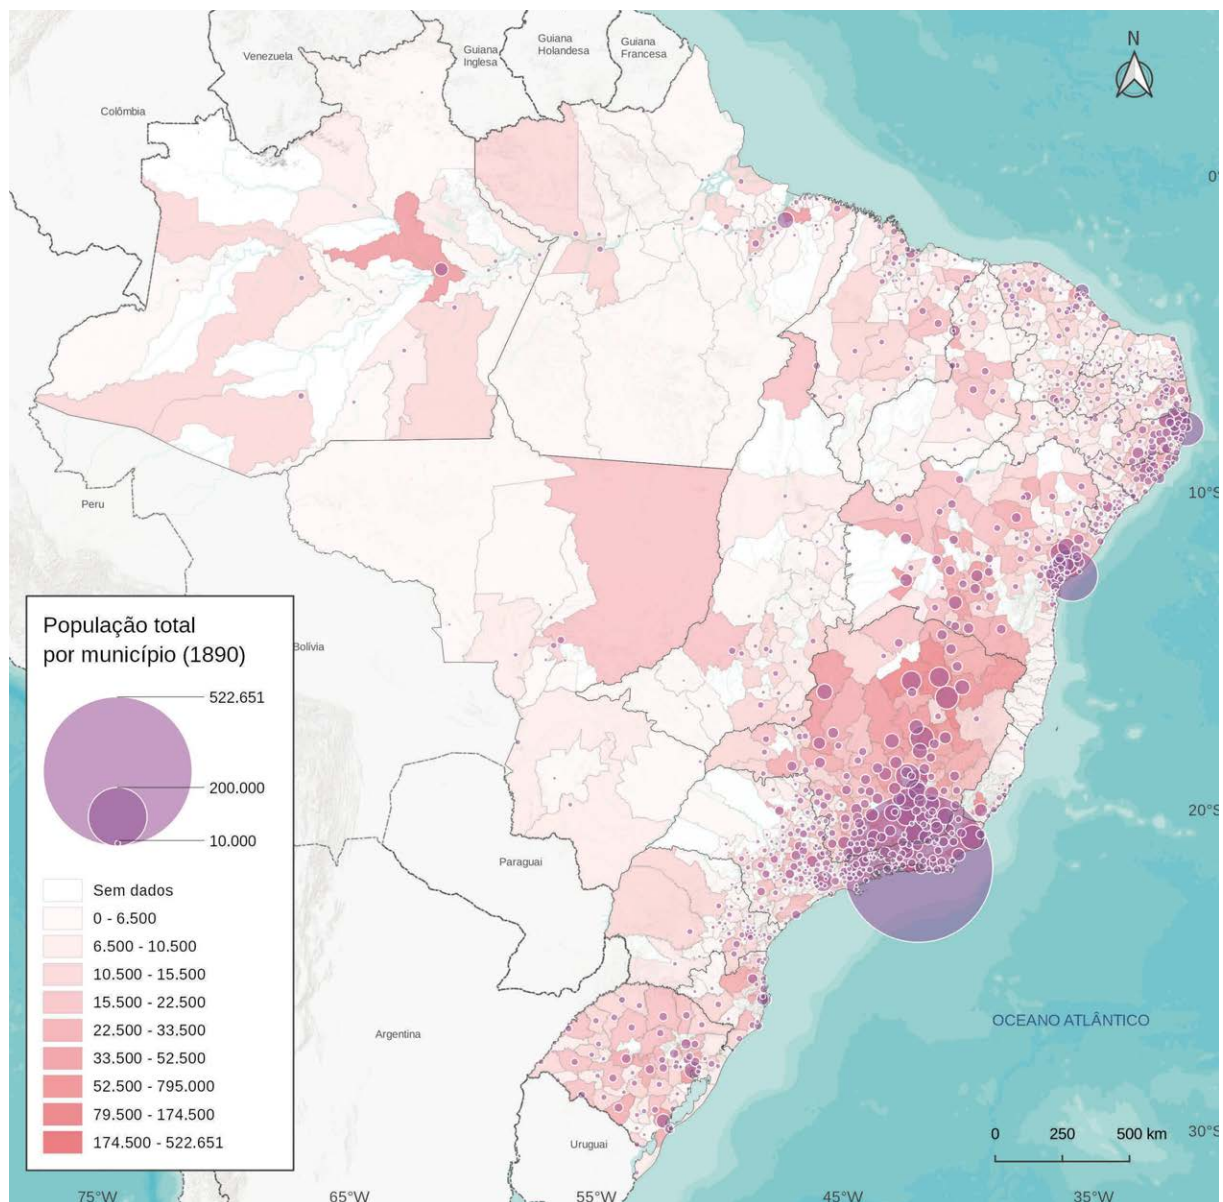 Venezuela
Guiana
Inglesa
Guiana
Holandesa
Guiana
Francesa
N
Colômbia
0°
Peru
10°S
População total
por município (1890)
Bolívia
522.651
200.000
10.000
20°S
Paraguai
Sem dados
0 - 6.500
6.500 - 10.500
10.500 - 15.500
15.500 - 22.500
22.500 - 33.500
33.500 - 52.500
52.500 - 795.000
79.500 - 174.500
174.500 - 522.651
Argentina
OCEANO ATLÂNTICO
Uruguai
0 250 500 km
30°S
75°W 65°W 55°W 45°W 35°W